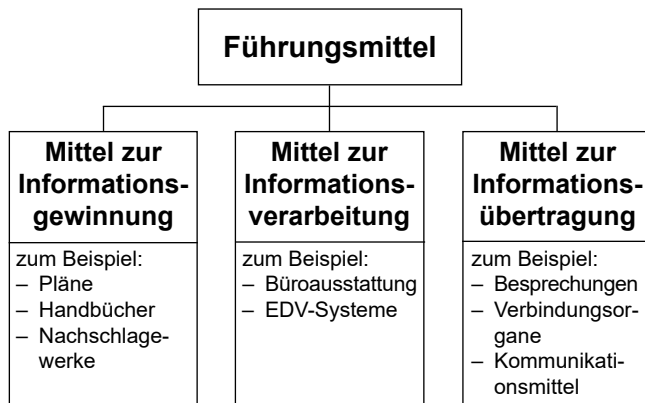 Führungsmittel
Mittel zur
Informations-
gewinnung
zum Beispiel:
– Pläne
– Handbücher
– Nachschlage-
werke
Mittel zur
Informations-
verarbeitung
zum Beispiel:
– Büroausstattung
– EDV-Systeme
Mittel zur
Informations-
übertragung
zum Beispiel:
– Besprechungen
– Verbindungsor-
gane
– Kommunikati-
onsmittel